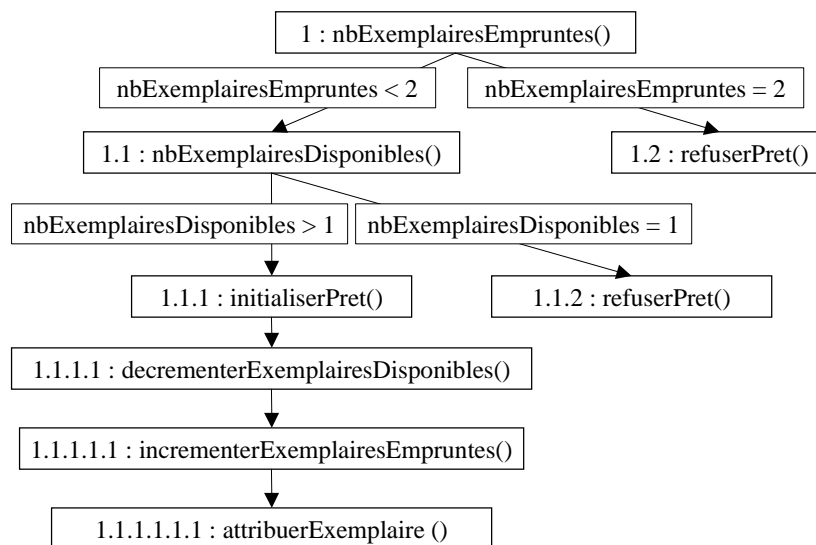 1 : nbExemplairesEmpruntes()
nbExemplairesEmpruntes < 2
nbExemplairesEmpruntes = 2
1.1 : nbExemplairesDisponibles()
1.2 : refuserPret()
nbExemplairesDisponibles > 1
nbExemplairesDisponibles = 1
1.1.1 : initialiserPret()
1.1.2 : refuserPret()
1.1.1.1 : decrementerExemplairesDisponibles()
1.1.1.1.1 : incrementerExemplairesEmpruntes()
1.1.1.1.1.1 : attribuerExemplaire ()